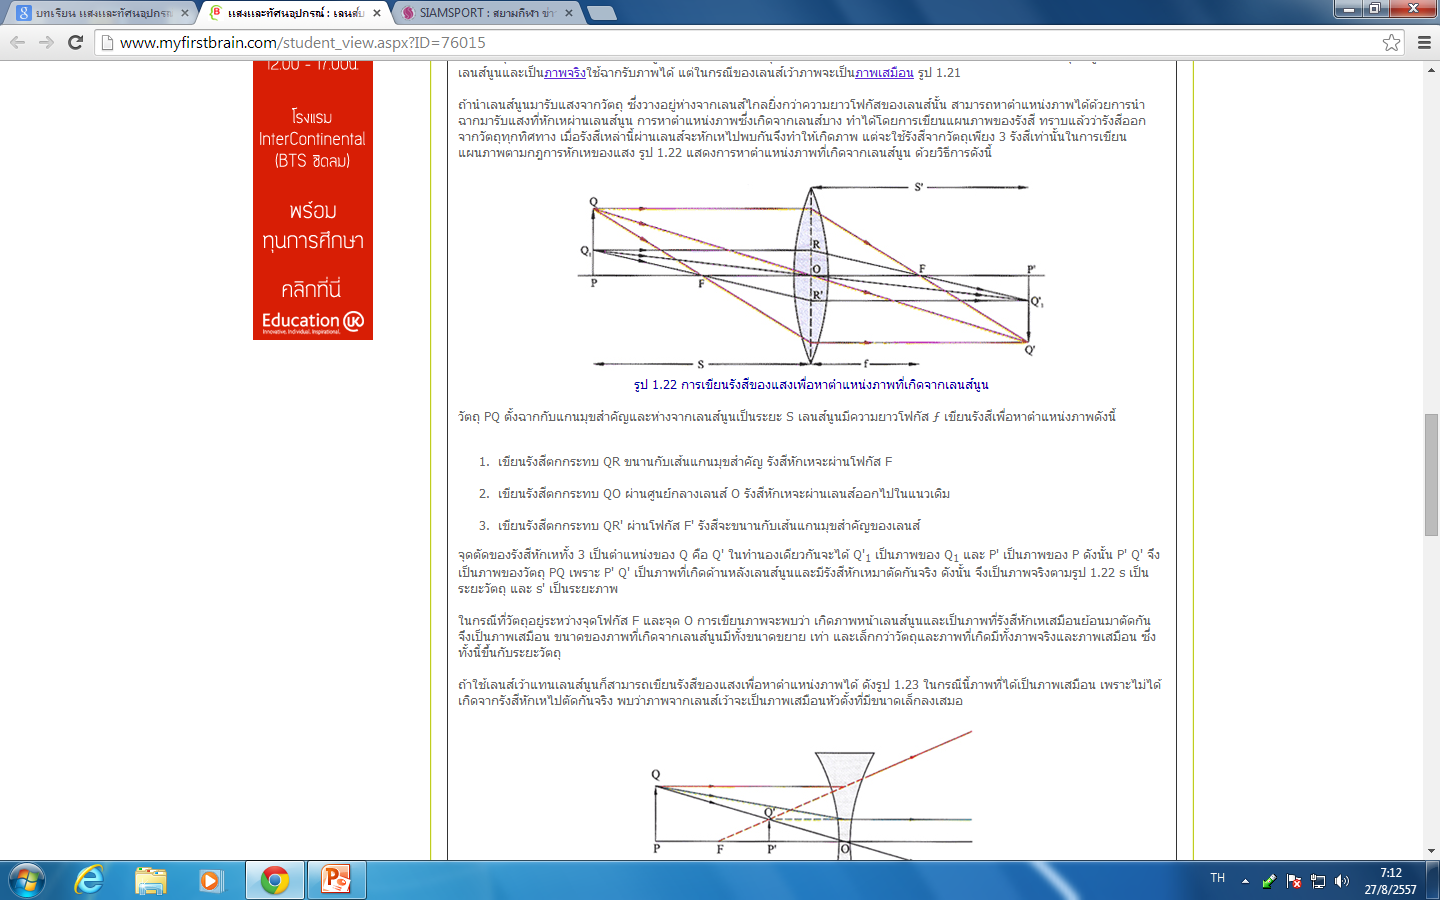 บทเรียน แสงและทัศนอุปกรณ์
แสงและทัศนอุปกรณ์ : เลนส์บ
SIAMSPORT : สยามกีฬา ข่า
www.myfirstbrain.com/student_view.aspx?ID=76015
12.00 - 17.00น.
โรงแรม
InterContinental
(BTS ชิดลม)
พร้อม
ทุนการศึกษา
คลิกที่นี่
Education UK
Innovative. Individual. Inspirational.
เลนส์นูนและเป็นภาพจริงใช้ฉากรับภาพได้ แต่ในกรณีของเลนส์เว้าภาพจะเป็นภาพเสมือน รูป 1.21
ถ้านำเลนส์นูนมารับแสงจากวัตถุ ซึ่งวางอยู่ห่างจากเลนส์ไกลยิ่งกว่าความยาวโฟกัสของเลนส์นั้น สามารถหาตำแหน่งภาพได้ด้วยการนำ
ฉากมารับแสงที่หักเหผ่านเลนส์นูน การหาตำแหน่งภาพซึ่งเกิดจากเลนส์บาง ทำได้โดยการเขียนแผนภาพของรังสี ทราบแล้วว่ารังสีออก
จากวัตถุทุกทิศทาง เมื่อรังสีเหล่านี้ผ่านเลนส์จะหักเหไปพบกันจึงทำให้เกิดภาพ แต่จะใช้รังสีจากวัตถุเพียง 3 รังสีเท่านั้นในการเขียน
แผนภาพตามกฎการหักเหของแสง รูป 1.22 แสดงการหาตำแหน่งภาพที่เกิดจากเลนส์นูน ด้วยวิธีการดังนี้
S'
Q
Q1 R
O F P'
P F R' Q'1
Q'
S f
รูป 1.22 การเขียนรังสีของแสงเพื่อหาตำแหน่งภาพที่เกิดจากเลนส์นูน
วัตถุ PQ ตั้งฉากกับแกนมุขสำคัญและห่างจากเลนส์นูนเป็นระยะ S เลนส์นูนมีความยาวโฟกัส ƒ เขียนรังสีเพื่อหาตำแหน่งภาพดังนี้
1. เขียนรังสีตกกระทบ QR ขนานกับเส้นแกนมุขสำคัญ รังสีหักเหจะผ่านโฟกัส F
2. เขียนรังสีตกกระทบ QO ผ่านศูนย์กลางเลนส์ O รังสีหักเหจะผ่านเลนส์ออกไปในแนวเดิม
3. เขียนรังสีตกกระทบ QR' ผ่านโฟกัส F' รังสีจะขนานกับเส้นแกนมุขสำคัญของเลนส์
จุดตัดของรังสีหักเหทั้ง 3 เป็นตำแหน่งของ Q คือ Q' ในทำนองเดียวกันจะได้ Q'1 เป็นภาพของ Q1 และ P' เป็นภาพของ P ดังนั้น P' Q' จึง
เป็นภาพของวัตถุ PQ เพราะ P' Q' เป็นภาพที่เกิดด้านหลังเลนส์นูนและมีรังสีหักเหมาตัดกันจริง ดังนั้น จึงเป็นภาพจริงตามรูป 1.22 s เป็น
ระยะวัตถุ และ s' เป็นระยะภาพ
ในกรณีที่วัตถุอยู่ระหว่างจุดโฟกัส F และจุด O การเขียนภาพจะพบว่า เกิดภาพหน้าเลนส์นูนและเป็นภาพที่รังสีหักเหเสมือนย้อนมาตัดกัน
จึงเป็นภาพเสมือน ขนาดของภาพที่เกิดจากเลนส์นูนมีทั้งขนาดขยาย เท่า และเล็กกว่าวัตถุและภาพที่เกิดมีทั้งภาพจริงและภาพเสมือน ซึ่ง
ทั้งนี้ขึ้นกับระยะวัตถุ
ถ้าใช้เลนส์เว้าแทนเลนส์นูนก็สามารถเขียนรังสีของแสงเพื่อหาตำแหน่งภาพได้ ดังรูป 1.23 ในกรณีนี้ภาพที่ได้เป็นภาพเสมือน เพราะไม่ได้
เกิดจากรังสีหักเหไปตัดกันจริง พบว่าภาพจากเลนส์เว้าจะเป็นภาพเสมือนหัวตั้งที่มีขนาดเล็กลงเสมอ
Q
Q'
P F P' O
TH
7:12
27/8/2557